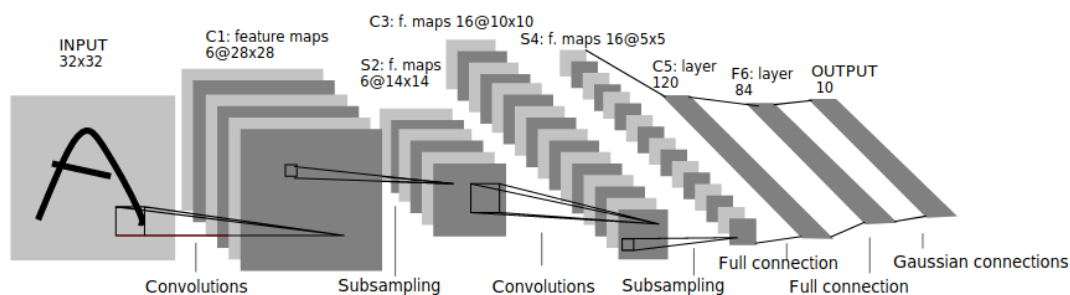 INPUT
32x32
C1: feature maps
6@28x28
S2: f. maps
6@14x14
C3: f. maps 16@10x10
S4: f. maps 16@5x5
C5: layer
120
F6: layer
84
OUTPUT
10
Convolutions
Subsampling
Convolutions
Subsampling
Full connection
Full connection
Gaussian connections